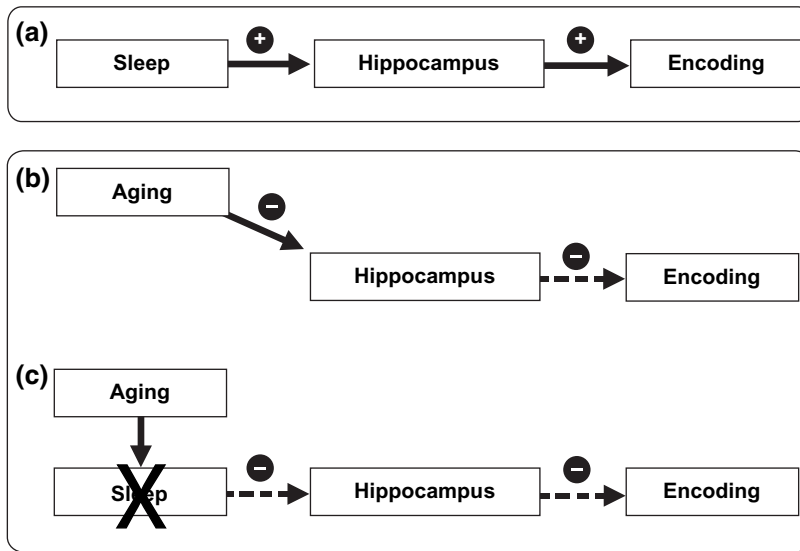 (a)
Sleep + Hippocampus + Encoding
(b)
Aging
−
Hippocampus − Encoding
(c)
Aging
Sleep X − Hippocampus − Encoding